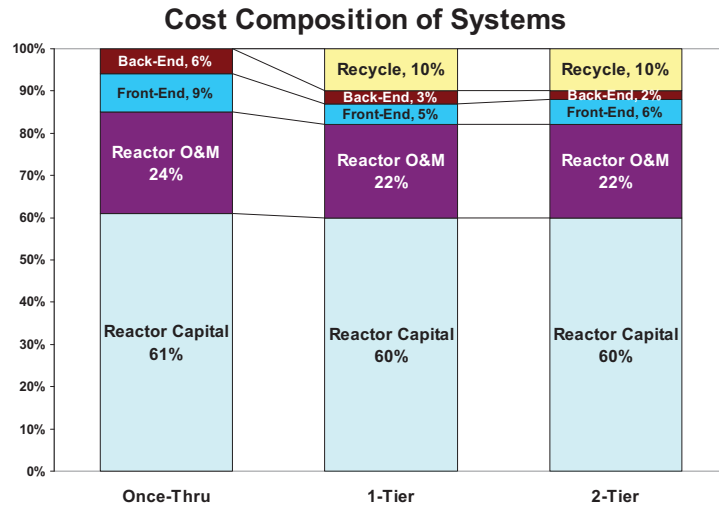 Cost Composition of Systems
100%
90%
80%
70%
60%
50%
40%
30%
20%
10%
0%
Back-End, 6%
Front-End, 9%
Reactor O&M
24%
Reactor Capital
61%
Recycle, 10%
Back-End, 3%
Front-End, 5%
Reactor O&M
22%
Reactor Capital
60%
Recycle, 10%
Back-End, 2%
Front-End, 6%
Reactor O&M
22%
Reactor Capital
60%
Once-Thru
1-Tier
2-Tier